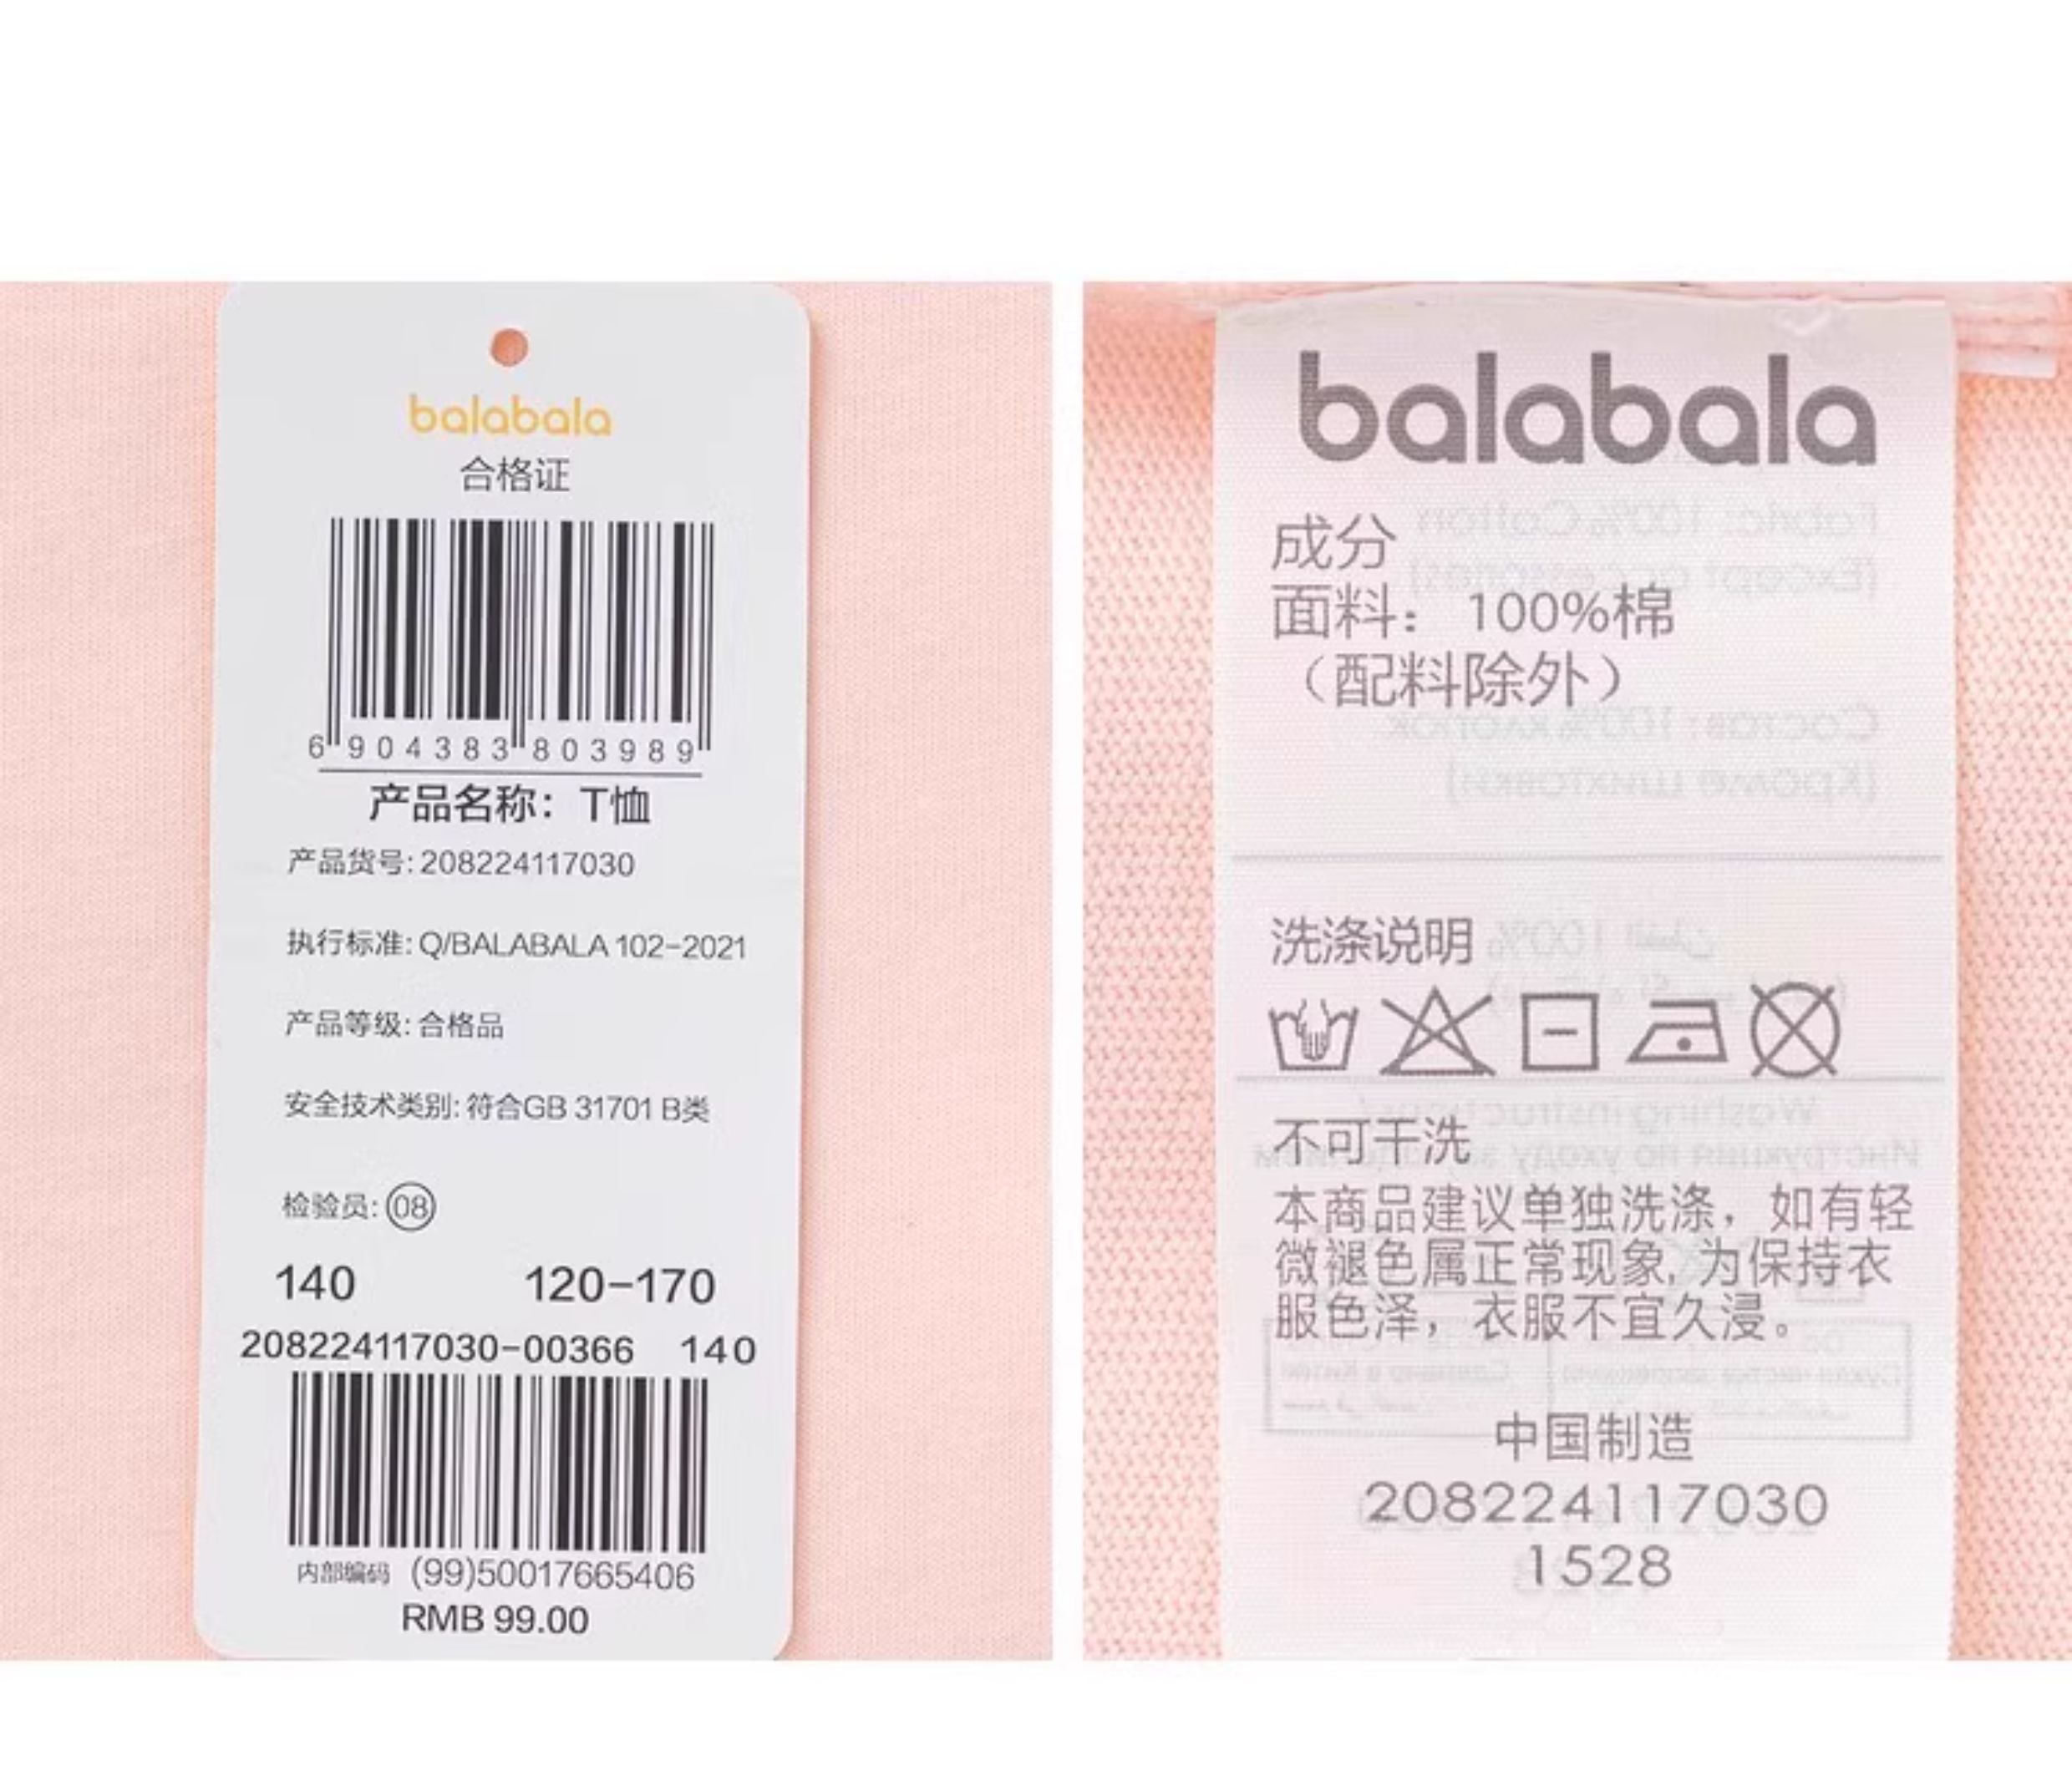 balabala
合格证
6 904383 803989
产品名称：T恤
产品货号:208224117030
执行标准:Q/BALABALA 102-2021
产品等级:合格品
安全技术类别:符合GB 31701 B类
检验员:08
140 120-170
208224117030-00366 140
内部编码 (99)50017665406
RMB 99.00
balabala
成分
面料：100%棉
（配料除外）
洗涤说明
不可干洗
本商品建议单独洗涤，如有轻
微褪色属正常现象,为保持衣
服色泽，衣服不宜久浸。
中国制造
208224117030
1528